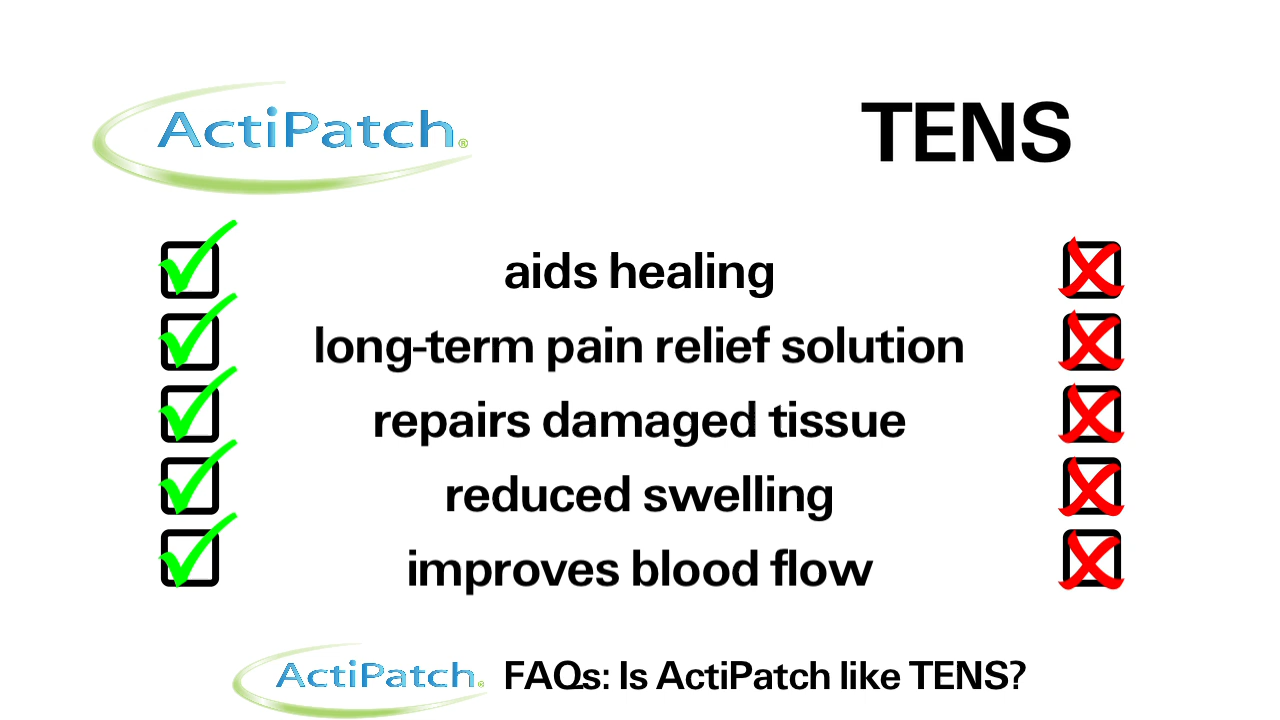 ActiPatch®
TENS
aids healing
long-term pain relief solution
repairs damaged tissue
reduced swelling
improves blood flow
ActiPatch® FAQs: Is ActiPatch like TENS?